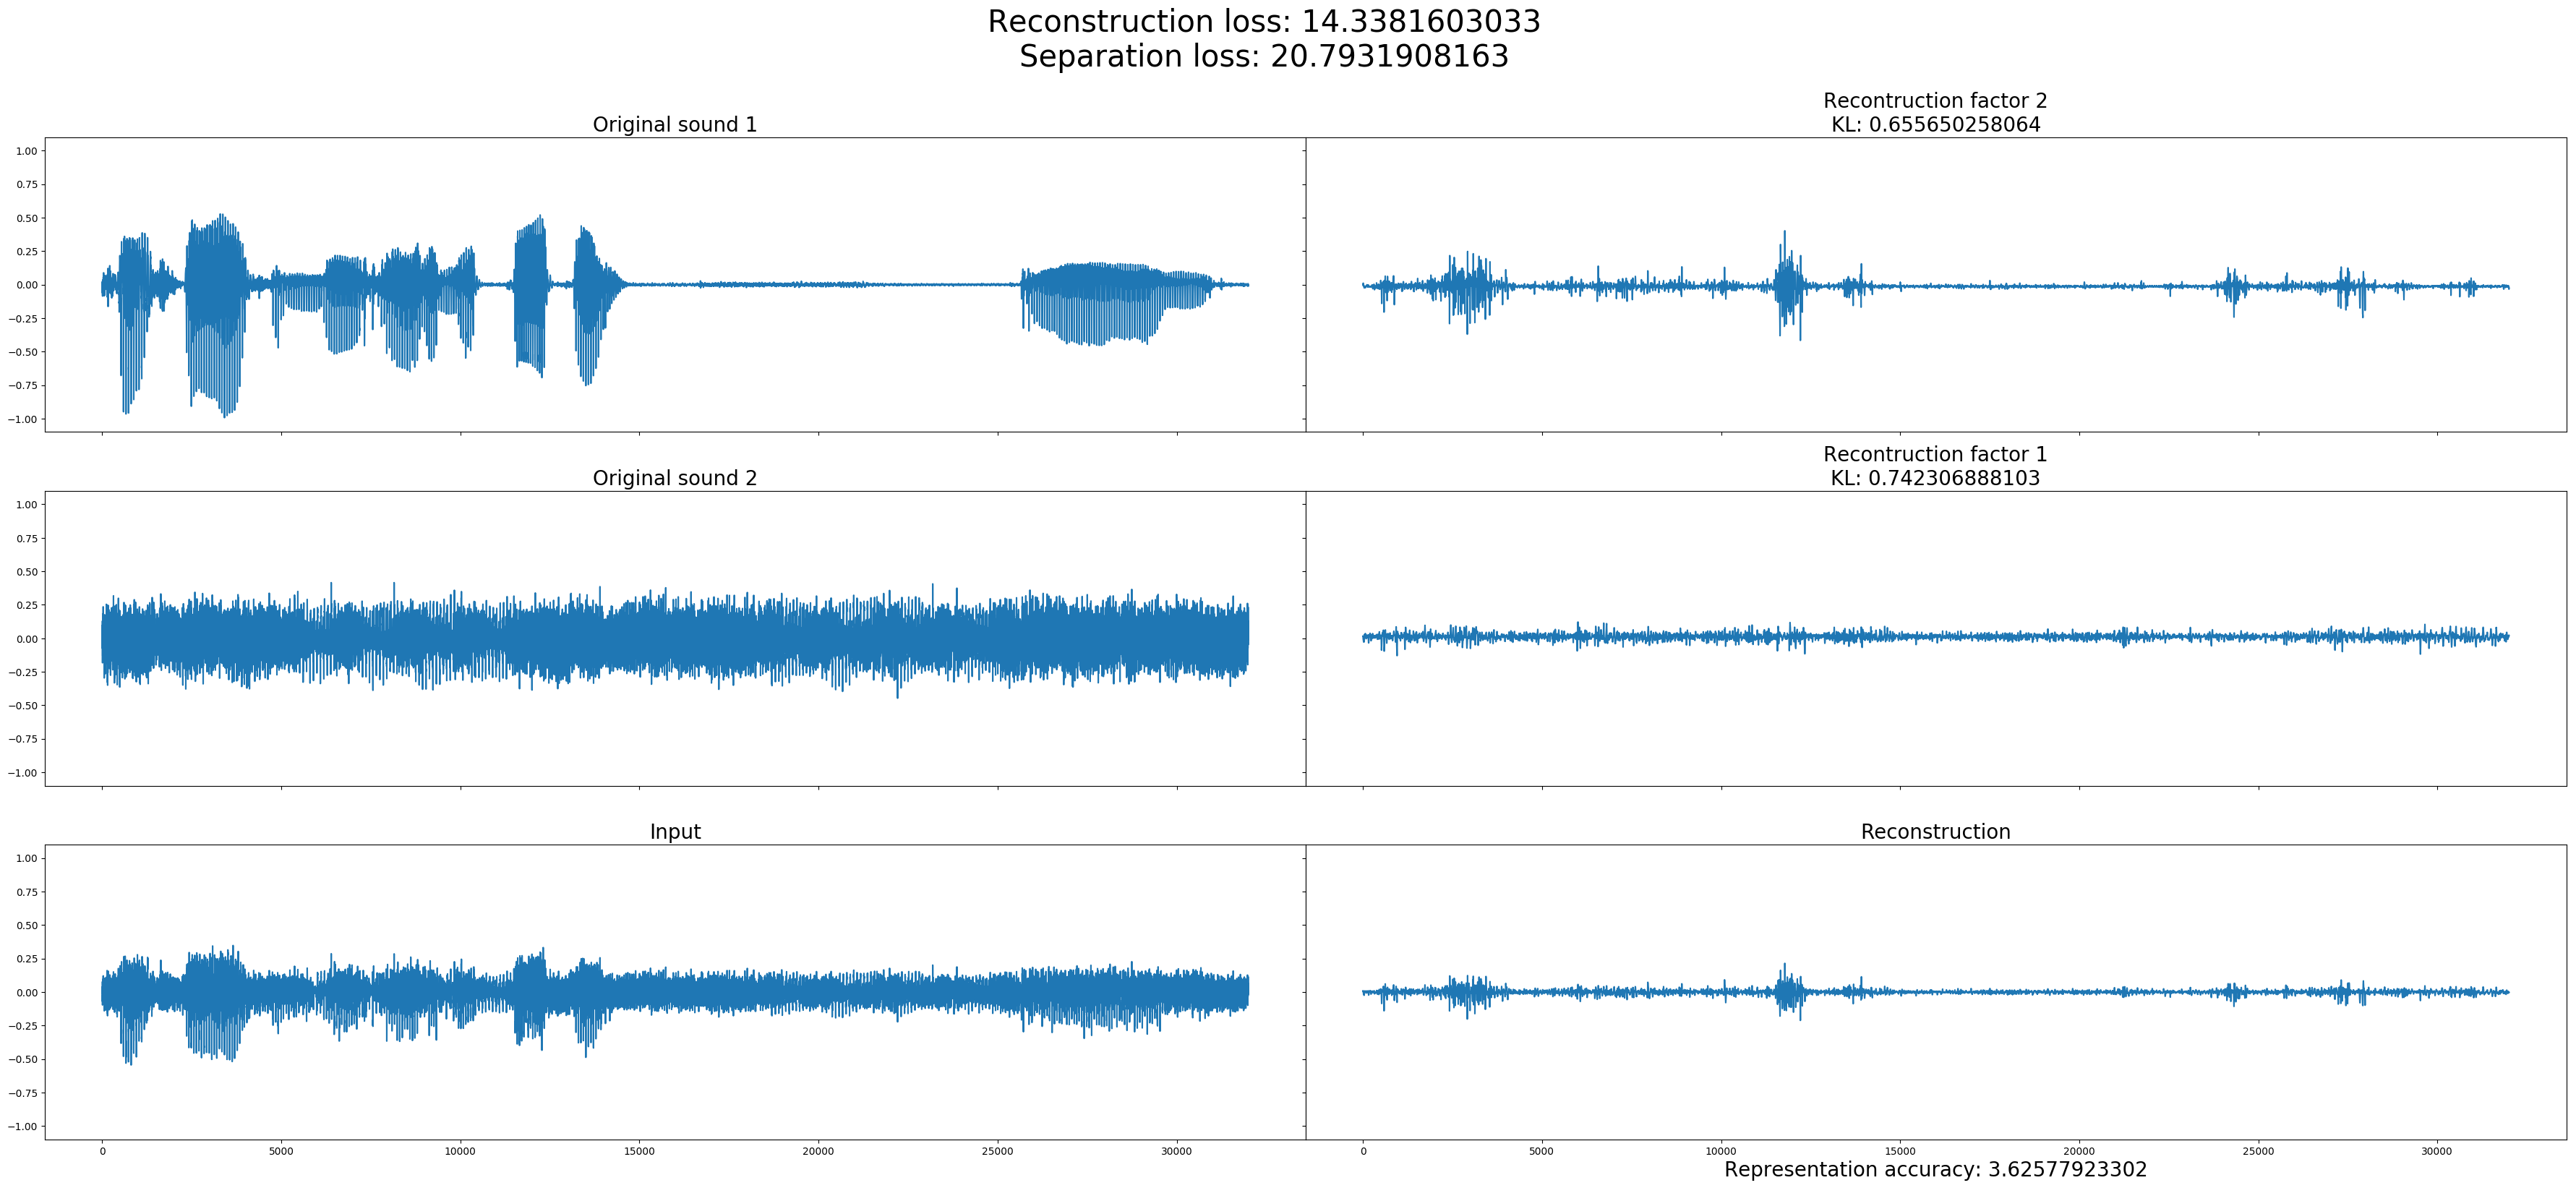 Reconstruction loss: 14.3381603033
Separation loss: 20.7931908163
Original sound 1
1.00
0.75
0.50
0.25
0.00
−0.25
−0.50
−0.75
−1.00
Recontruction factor 2
KL: 0.655650258064
Original sound 2
1.00
0.75
0.50
0.25
0.00
−0.25
−0.50
−0.75
−1.00
Recontruction factor 1
KL: 0.742306888103
Input
1.00
0.75
0.50
0.25
0.00
−0.25
−0.50
−0.75
−1.00
0 5000 10000 15000 20000 25000 30000
Reconstruction
0 5000 10000 15000 20000 25000 30000
Representation accuracy: 3.62577923302